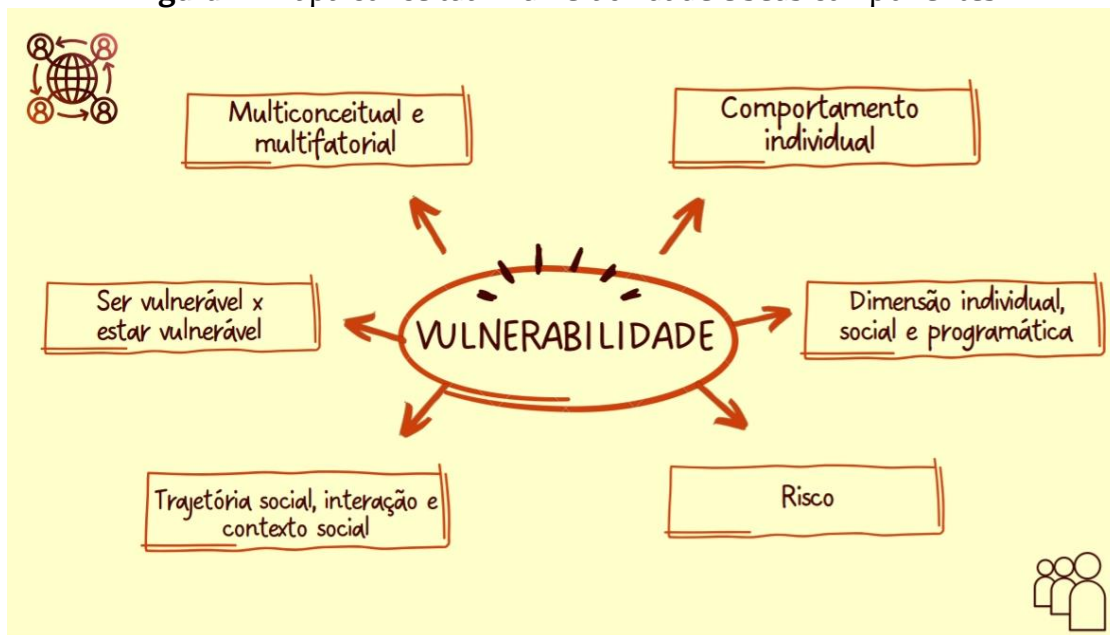 Multiconceitual e
multifatorial
Comportamento
individual
Ser vulnerável x
estar vulnerável
VULNERABILIDADE
Dimensão individual,
social e programática
Trajetória social, interação e
contexto social
Risco